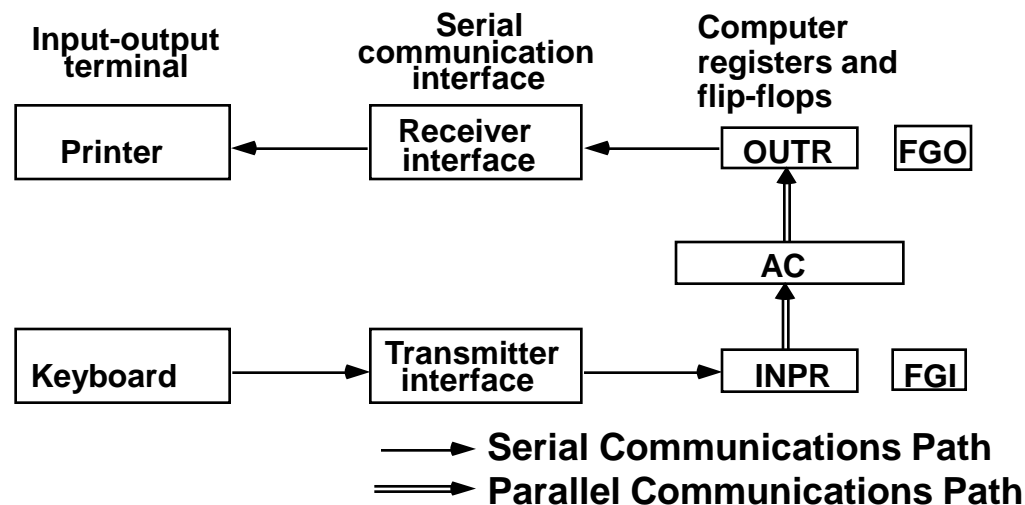 Input-output
terminal
Serial
communication
interface
Computer
registers and
flip-flops
Printer
Receiver
interface
OUTR
FGO
AC
Keyboard
Transmitter
interface
INPR
FGI
Serial Communications Path
Parallel Communications Path